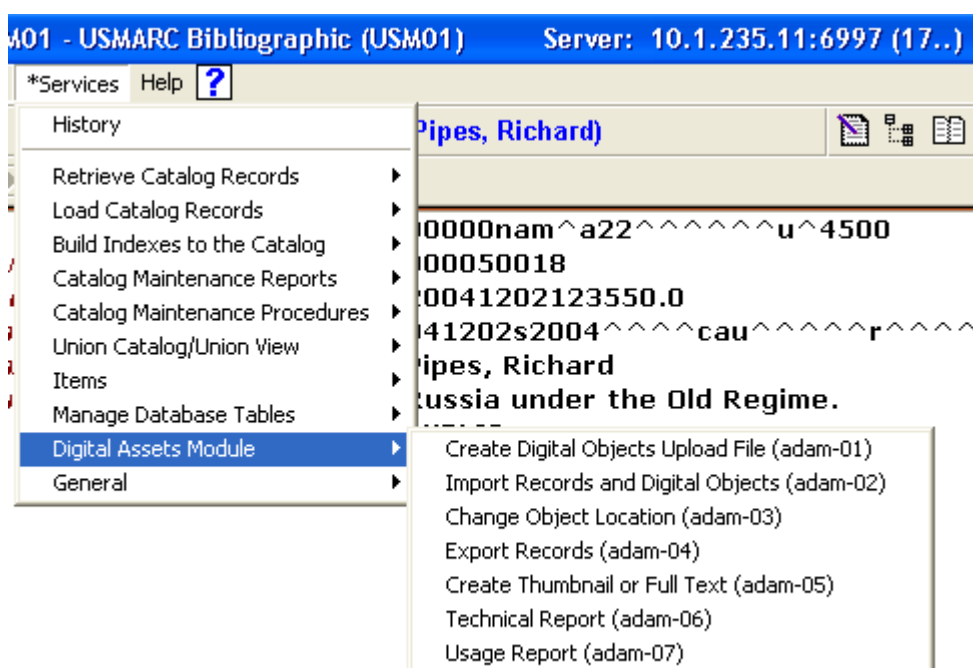 M01 - USMARC Bibliographic (USM01) Server: 10.1.235.11:6997 (17..)
*Services Help ?
History
Pipes, Richard)
Retrieve Catalog Records
Load Catalog Records
00000nam^a22^^^^^^u^4500
Build Indexes to the Catalog
000050018
Catalog Maintenance Reports
20041202123550.0
Catalog Maintenance Procedures
041202s2004^^^^cau^^^^^r^^^^
Union Catalog/Union View
Pipes, Richard
Items
Russia under the Old Regime.
Manage Database Tables
Digital Assets Module
Create Digital Objects Upload File (adam-01)
General
Import Records and Digital Objects (adam-02)
Change Object Location (adam-03)
Export Records (adam-04)
Create Thumbnail or Full Text (adam-05)
Technical Report (adam-06)
Usage Report (adam-07)